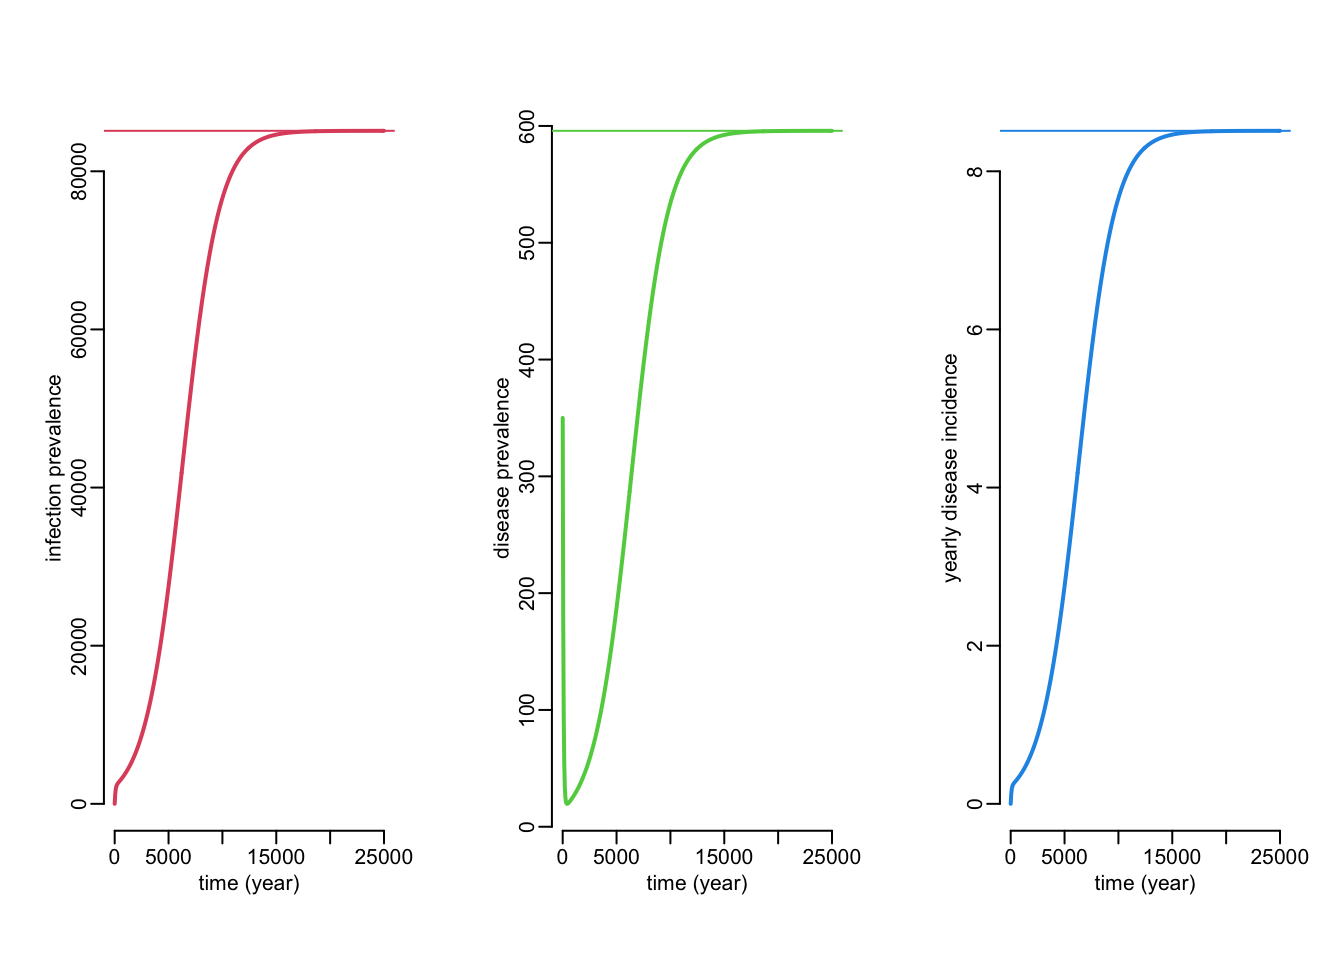 infection prevalence
0
20000
40000
60000
80000
0 5000 15000 25000
time (year)
disease prevalence
0
100
200
300
400
500
600
0 5000 15000 25000
time (year)
yearly disease incidence
0
2
4
6
8
0 5000 15000 25000
time (year)